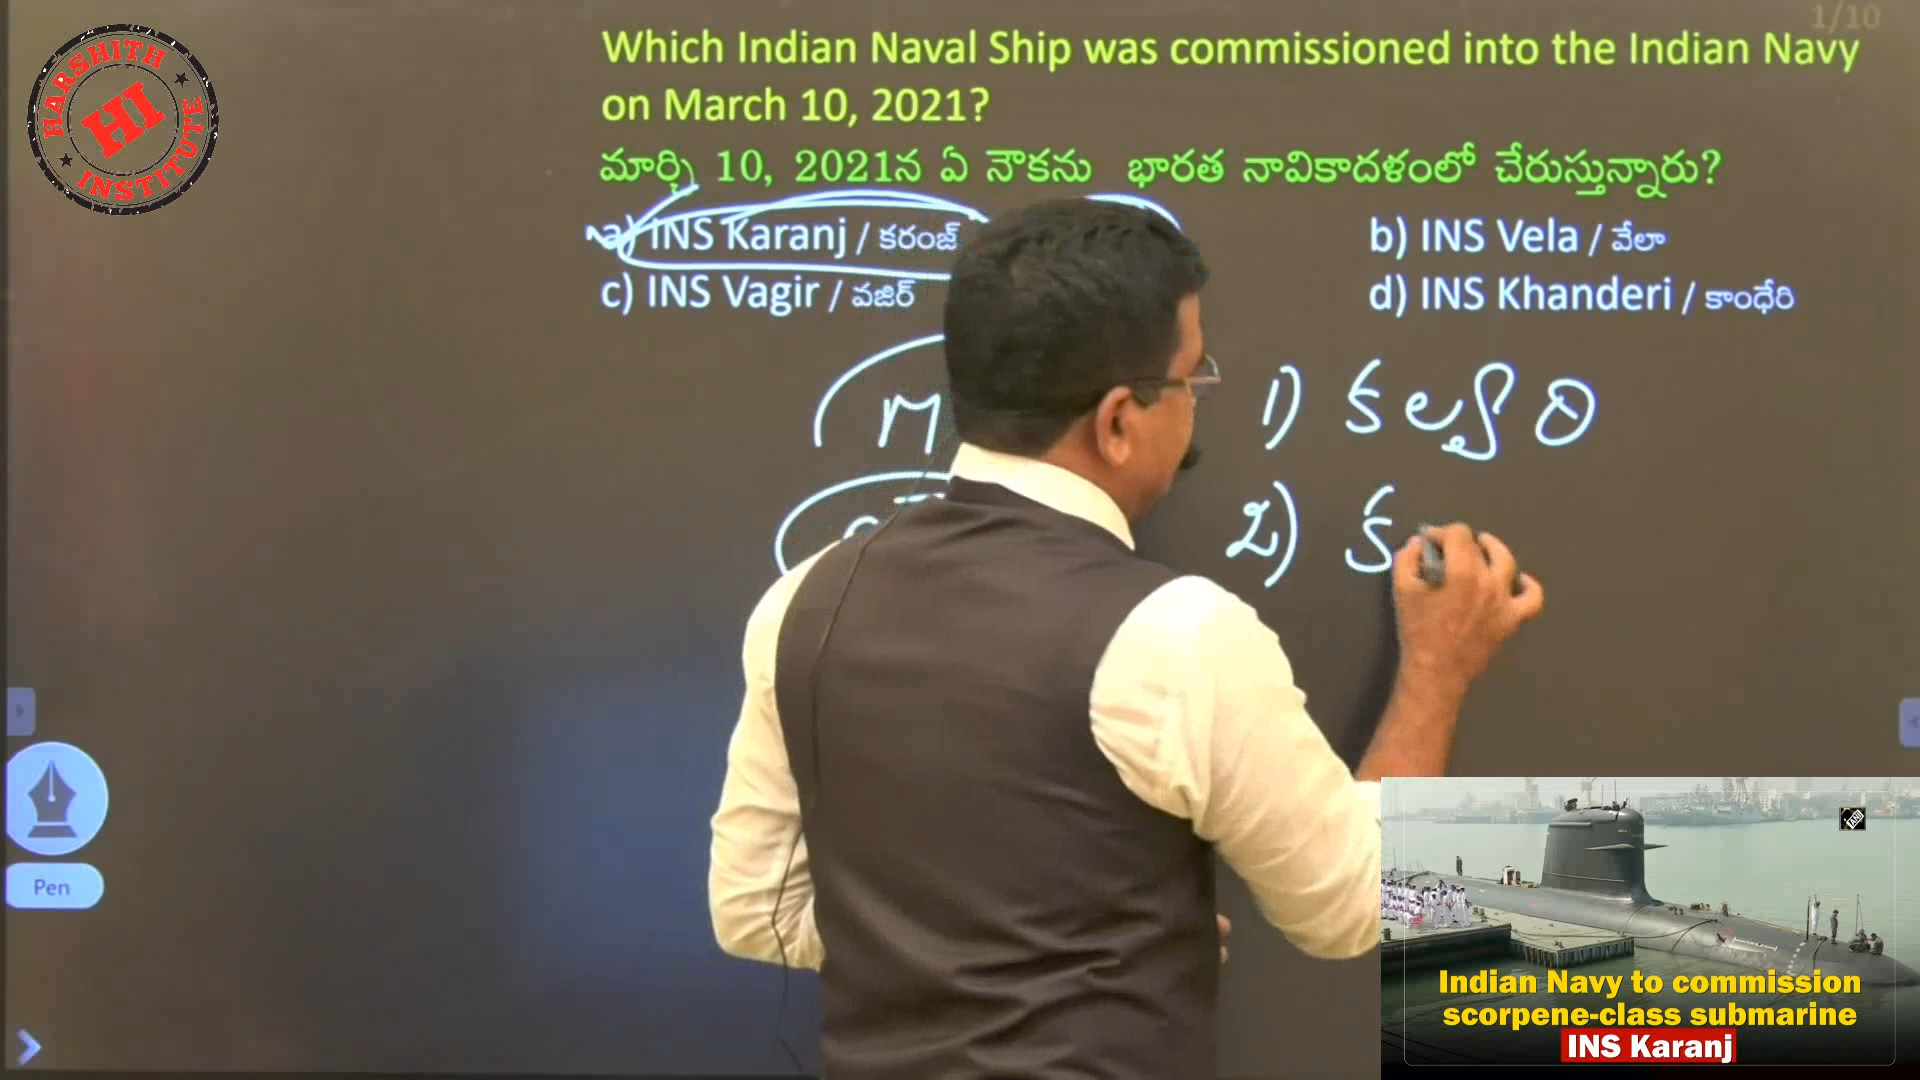 HARSHITH
HI
INSTITUTE
1/10
Which Indian Naval Ship was commissioned into the Indian Navy
on March 10, 2021?
మార్చి 10, 2021న ఏ నౌకను భారత నావికాదళంలో చేరుస్తున్నారు?
a) INS Karanj / కరంజ్
b) INS Vela / వేలా
c) INS Vagir / వజిర్
d) INS Khanderi / కాంధేరి
M
1) కల్వరి
2) క
Pen
ANI
Indian Navy to commission
scorpene-class submarine
INS Karanj